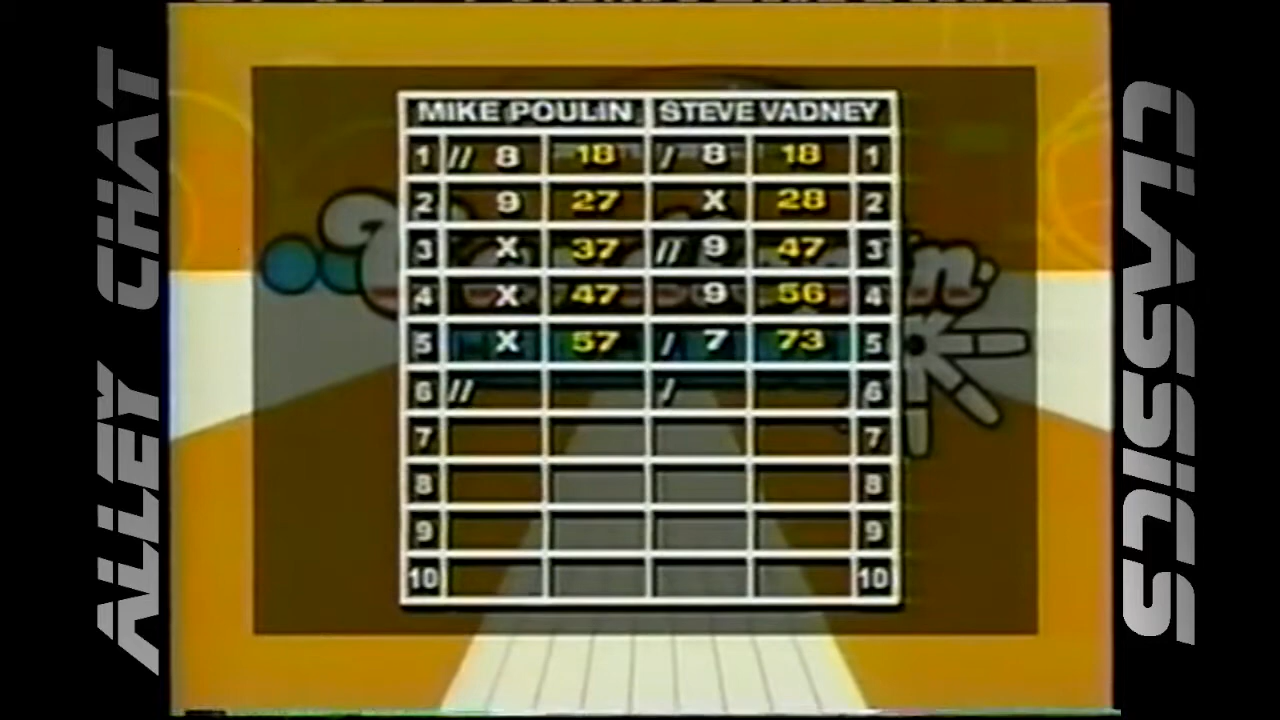 ALLEY CHAT
CLASSICS
MIKE POULIN STEVE VADNEY
1 // 8 18 / 8 18 1
2 9 27 X 28 2
3 X 37 // 9 47 3
4 X 47 9 56 4
5 X 57 / 7 73 5
6 // / 6
7 7
8 8
9 9
10 10